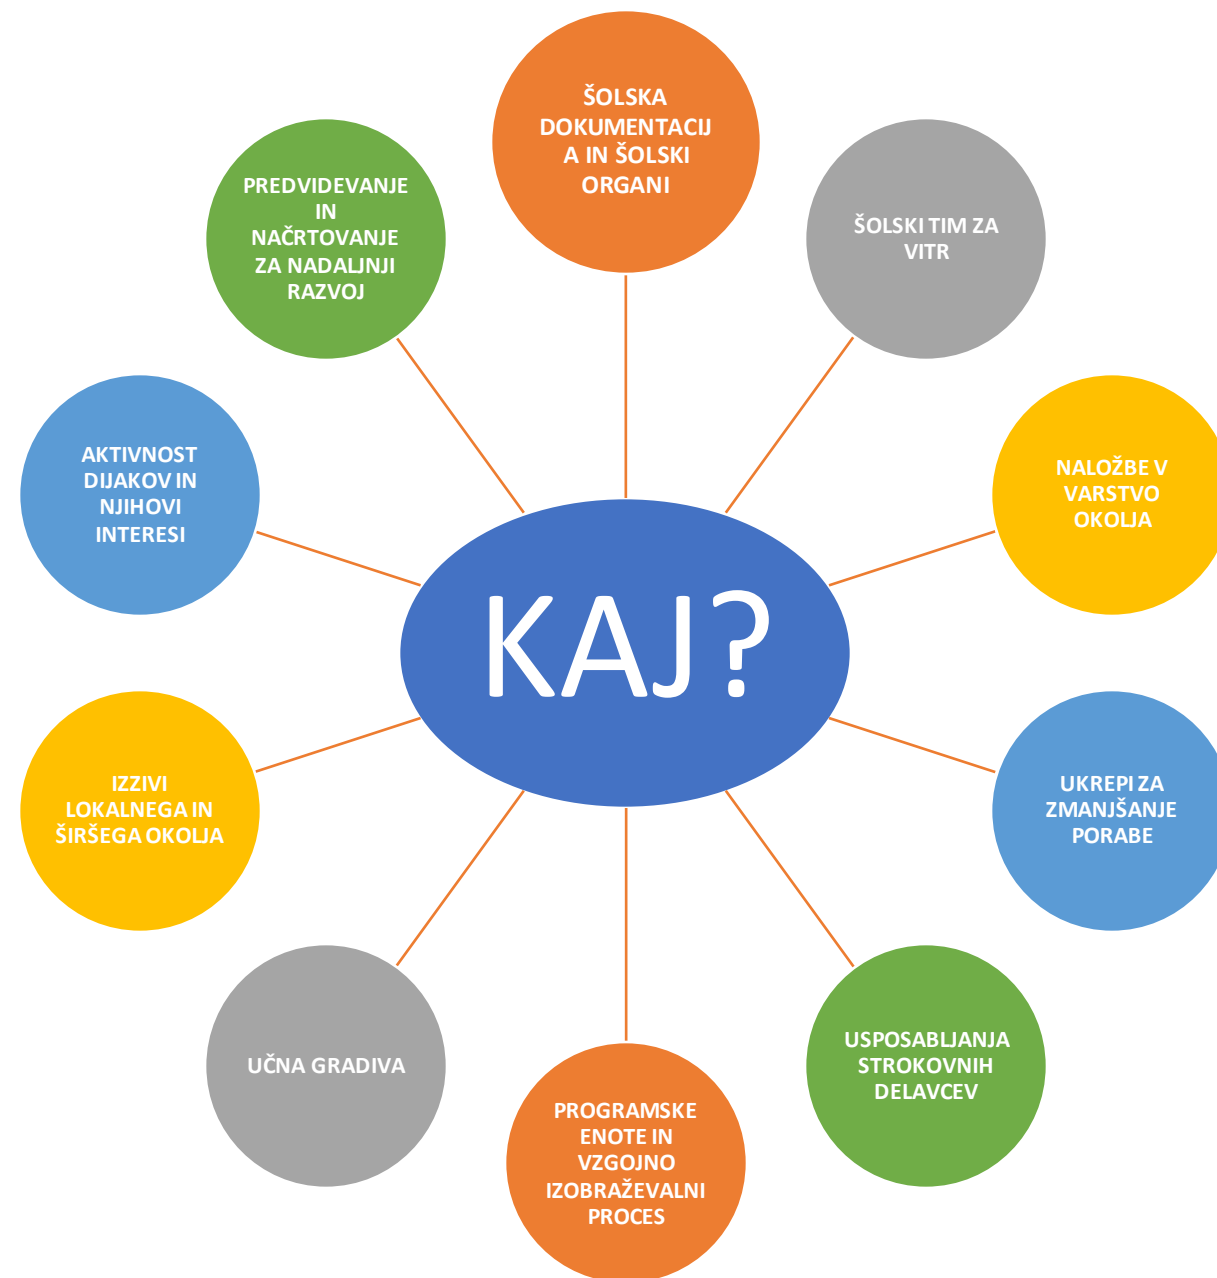 ŠOLSKA
DOKUMENTACIJ
A IN ŠOLSKI
ORGANI
ŠOLSKI TIM ZA
VITR
NALOŽBE V
VARSTVO
OKOLJA
UKREPI ZA
ZMANJŠANJE
PORABE
USPOSABLJANJA
STROKOVNIH
DELAVCEV
PROGRAMSKE
ENOTE IN
VZGOJNO
IZOBRAŽEVALNI
PROCES
UČNA GRADIVA
IZZIVI
LOKALNEGA IN
ŠIRŠEGA OKOLJA
AKTIVNOST
DIJAKOV IN
NJIHOVI
INTERESI
PREDVIDEVANJE
IN
NAČRTOVANJE
ZA NADALJNJI
RAZVOJ
KAJ?